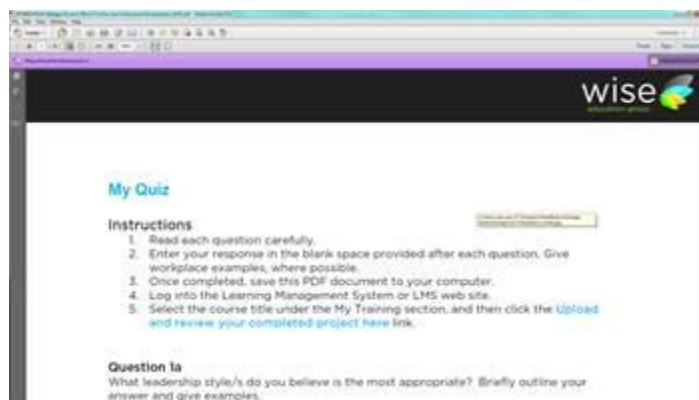 wise
education group
My Quiz
Instructions
1. Read each question carefully.
2. Enter your response in the blank space provided after each question. Give
workplace examples, where possible.
3. Once completed, save this PDF document to your computer.
4. Log into the Learning Management System or LMS web site.
5. Select the course title under the My Training section, and then click the Upload
and review your completed project here link.
Question 1a
What leadership style/s do you believe is the most appropriate? Briefly outline your
answer and give examples.